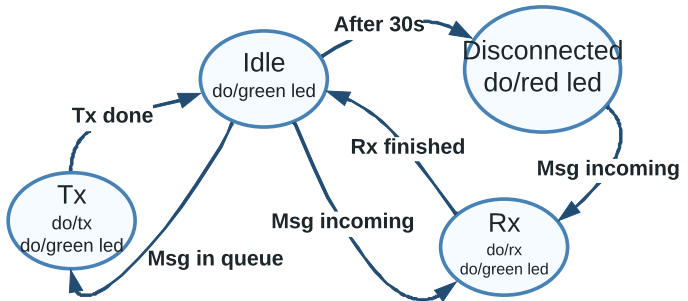 After 30s
Idle
do/green led
Disconnected
do/red led
Tx done
Rx finished
Msg incoming
Tx
do/tx
do/green led
Msg incoming
Rx
do/rx
do/green led
Msg in queue